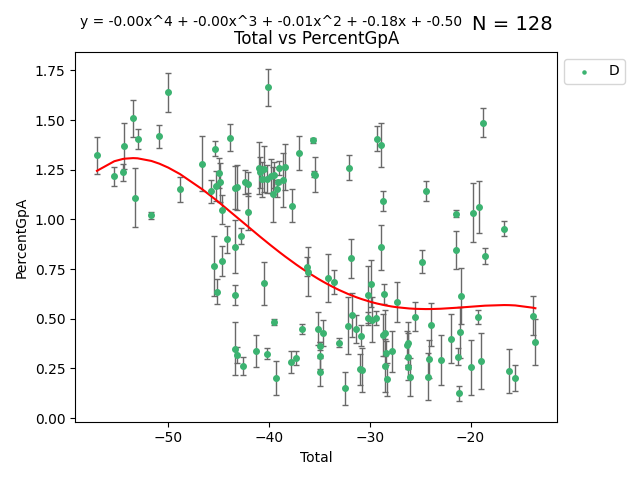 y = -0.00x^4 + -0.00x^3 + -0.01x^2 + -0.18x + -0.50 N = 128
Total vs PercentGpA
D
PercentGpA
1.75
1.50
1.25
1.00
0.75
0.50
0.25
0.00
−50 −40 −30 −20
Total